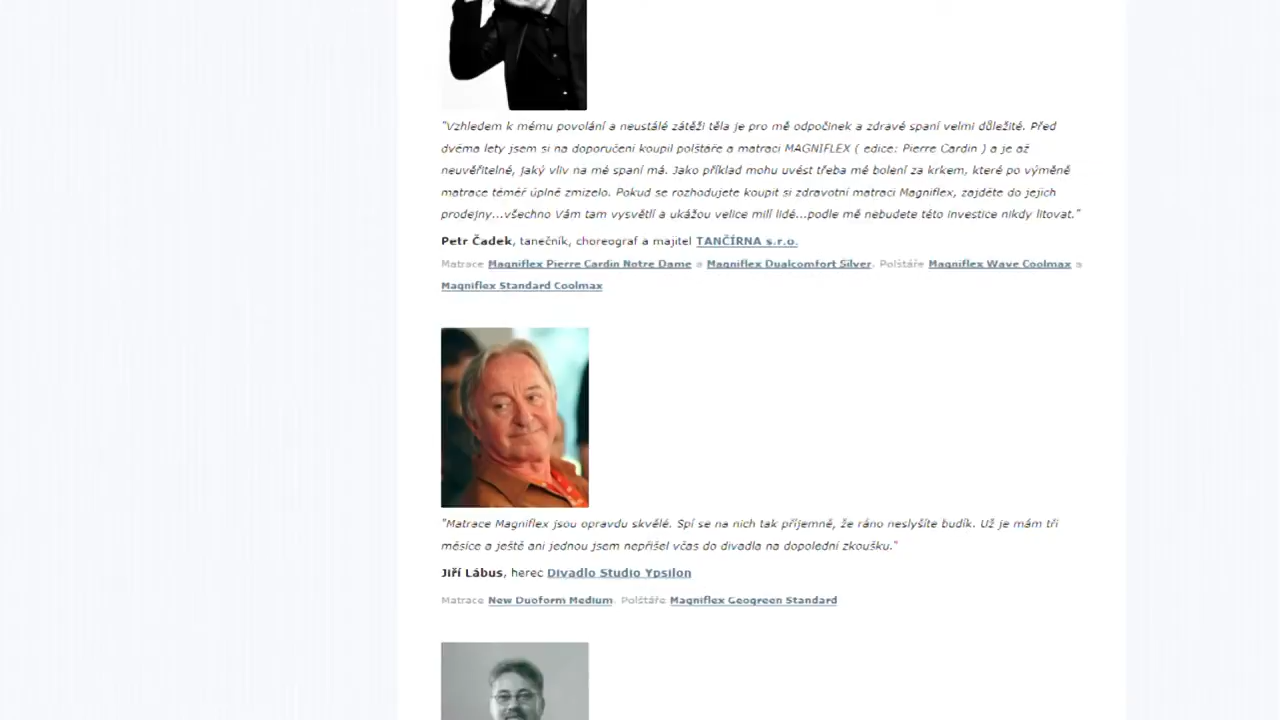 "Vzhledem k mému povolání a neustálé zátěži těla je pro mě odpočinek a zdravé spaní velmi důležité. Před
dvěma lety jsem si na doporučení koupil polštáře a matraci MAGNIFLEX ( edice: Pierre Cardin ) a je až
neuvěřitelné, jaký vliv na mé spaní má. Jako příklad mohu uvést třeba mé bolení za krkem, které po výměně
matrace téměř úplně zmizelo. Pokud se rozhodujete koupit si zdravotní matraci Magniflex, zajděte do jejich
prodejny...všechno Vám tam vysvětlí a ukážou velice milí lidé...podle mě nebudete této investice nikdy litovat."
Petr Čadek, tanečník, choreograf a majitel TANČÍRNA s.r.o.
Matrace Magniflex Pierre Cardin Notre Dame a Magniflex Dualcomfort Silver. Polštáře Magniflex Wave Coolmax a
Magniflex Standard Coolmax
"Matrace Magniflex jsou opravdu skvělé. Spí se na nich tak příjemně, že ráno neslyšíte budík. Už je mám tři
měsíce a ještě ani jednou jsem nepřišel včas do divadla na dopolední zkoušku."
Jiří Lábus, herec Divadlo Studio Ypsilon
Matrace New Duoform Medium. Polštáře Magniflex Geogreen Standard